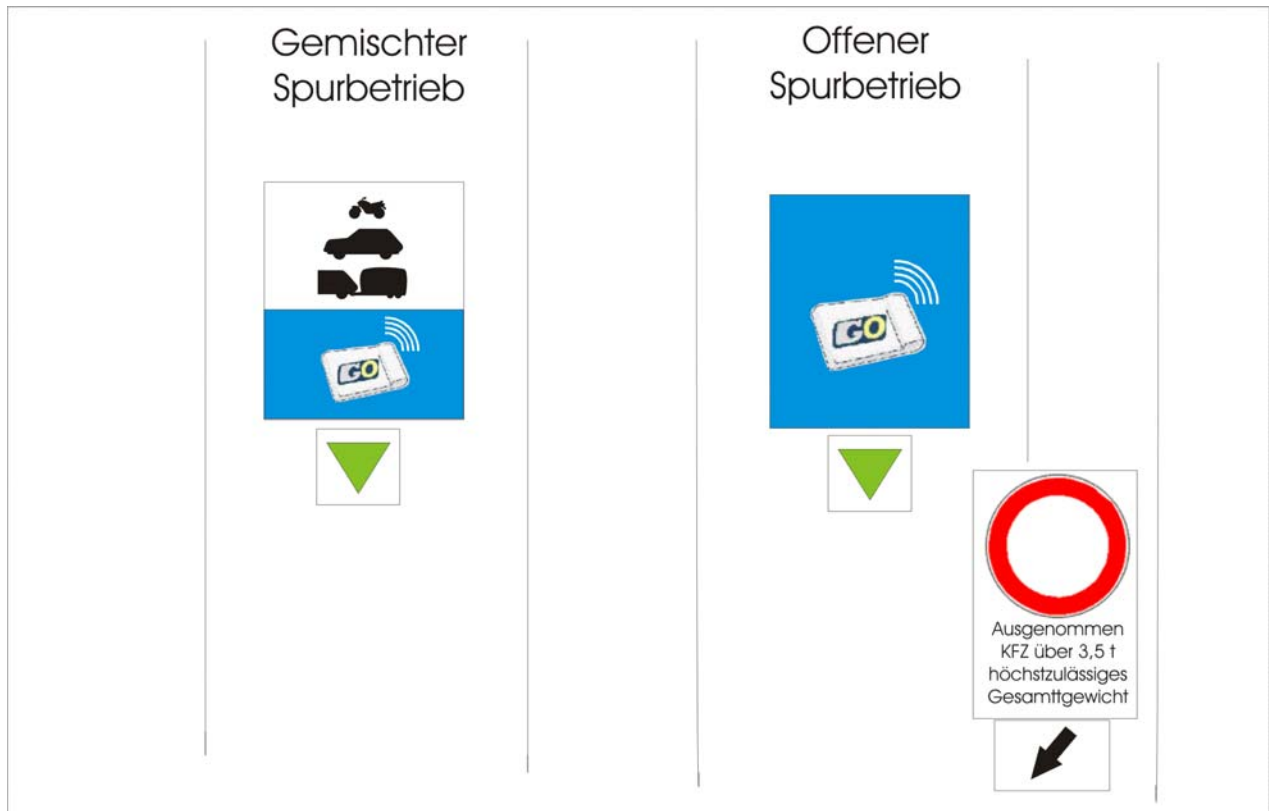 Gemischter
Spurbetrieb
GO
Offener
Spurbetrieb
GO
Ausgenommen
KFZ über 3,5 t
höchstzulässiges
Gesamttgewicht